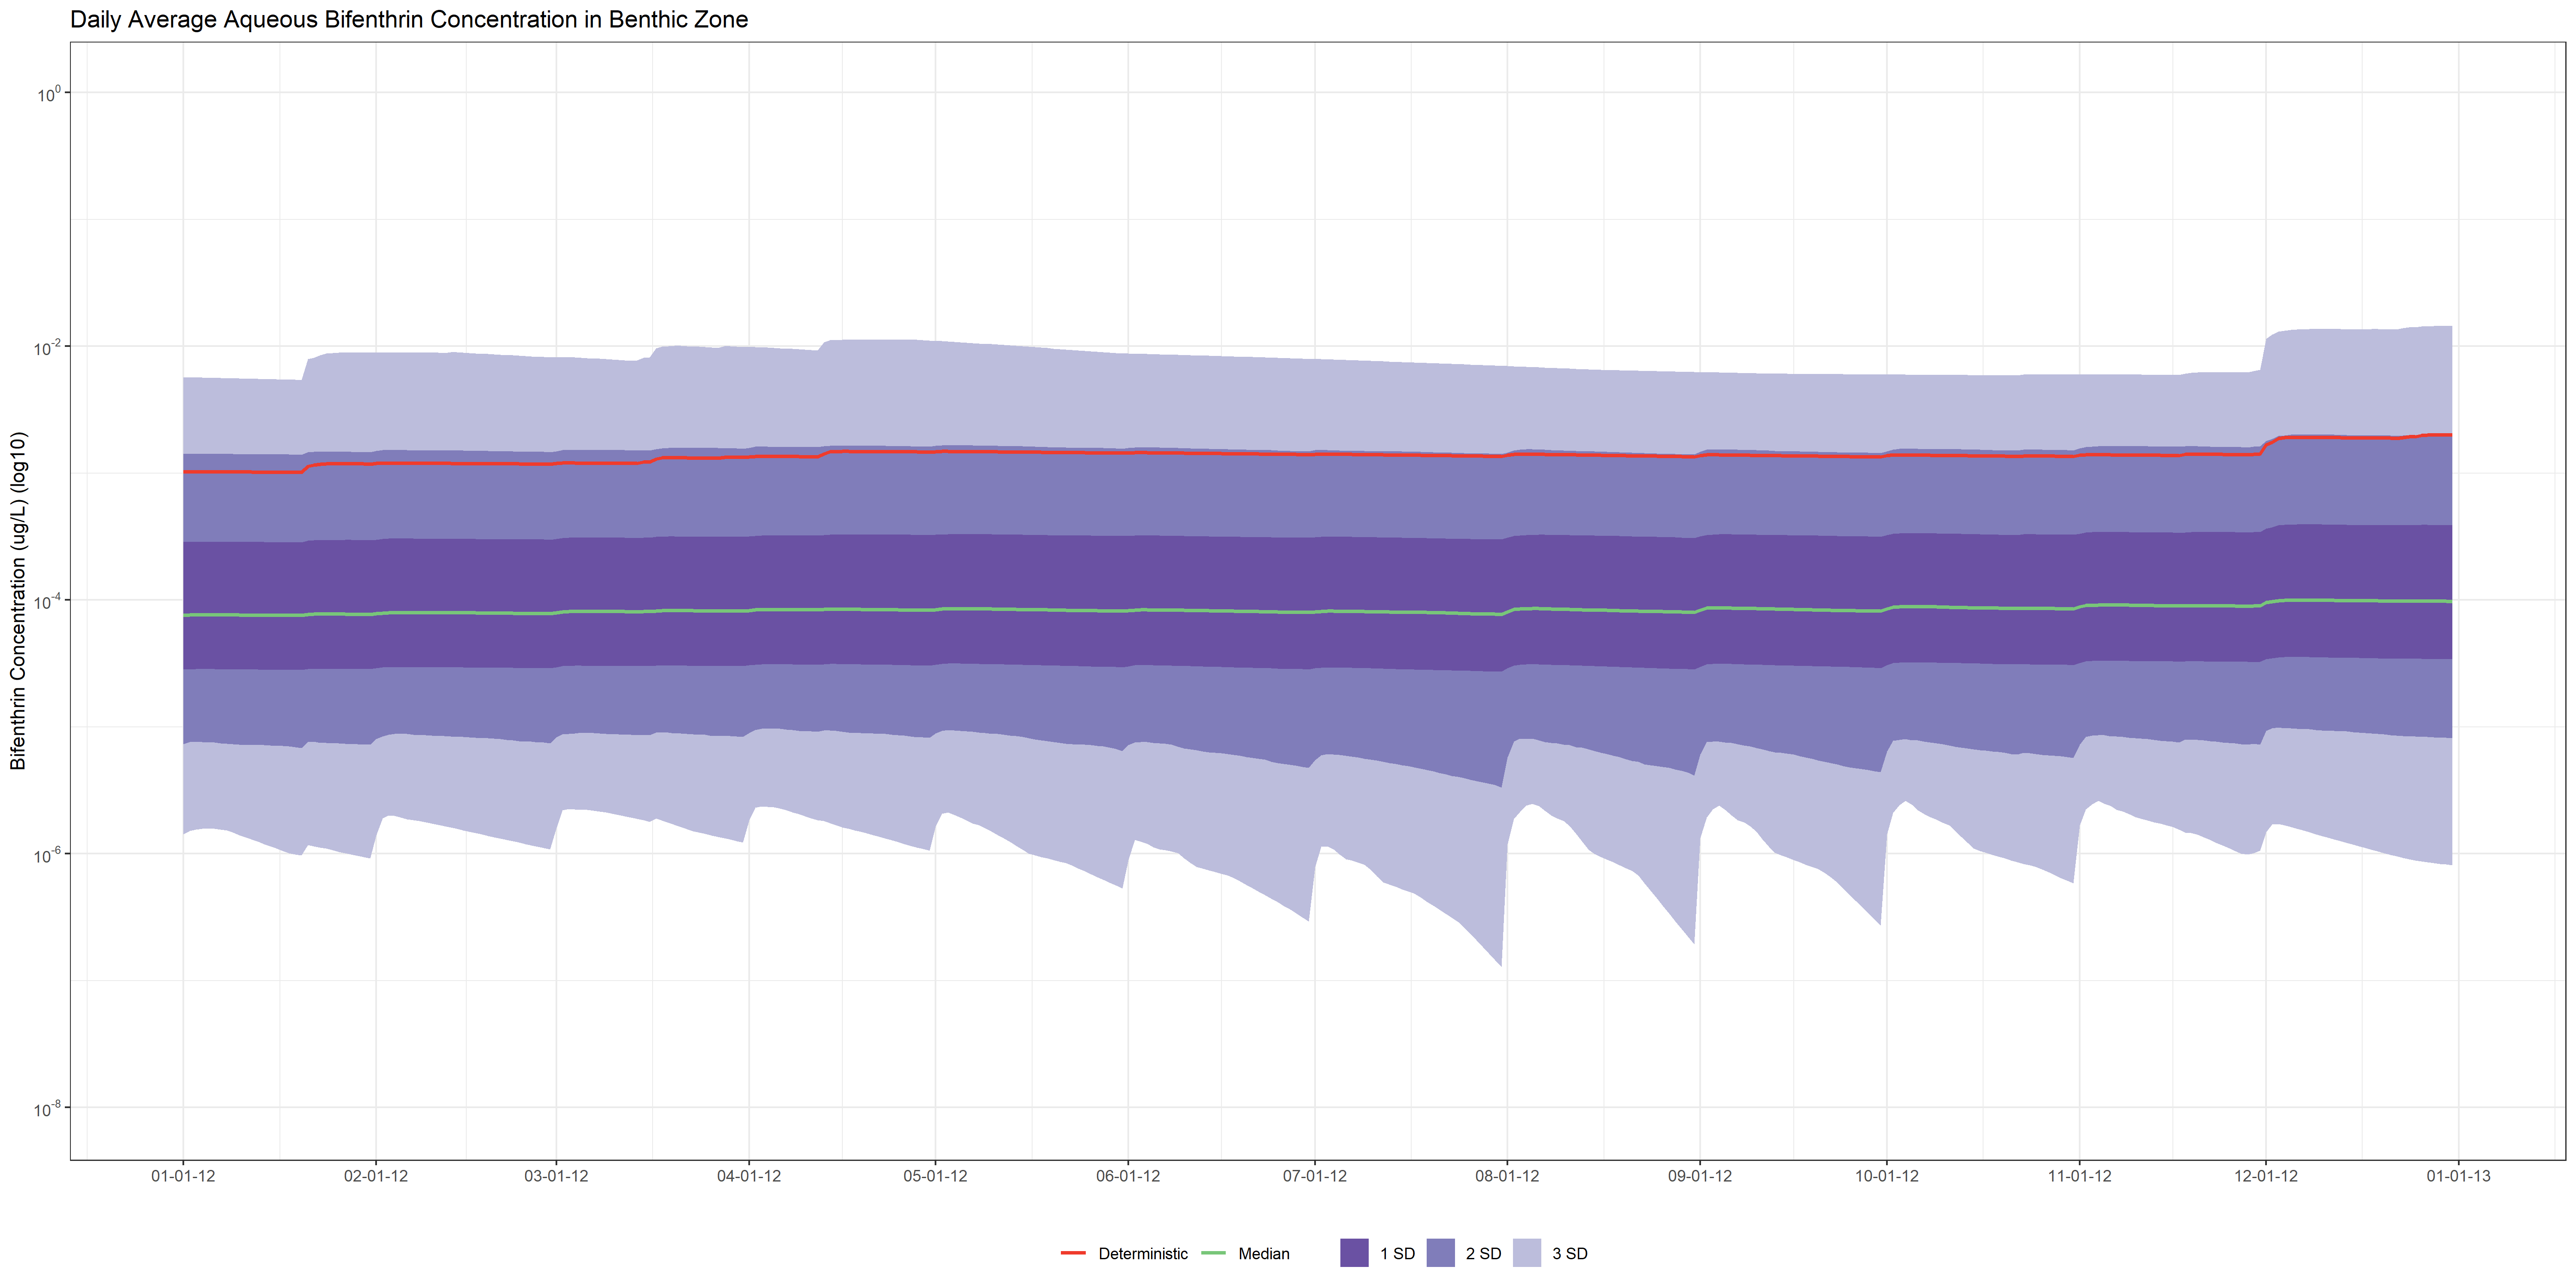 Daily Average Aqueous Bifenthrin Concentration in Benthic Zone
Bifenthrin Concentration (ug/L) (log10)
10⁰
10⁻²
10⁻⁴
10⁻⁶
10⁻⁸
01-01-12 02-01-12 03-01-12 04-01-12 05-01-12 06-01-12 07-01-12 08-01-12 09-01-12 10-01-12 11-01-12 12-01-12 01-01-13
Deterministic Median 1 SD 2 SD 3 SD